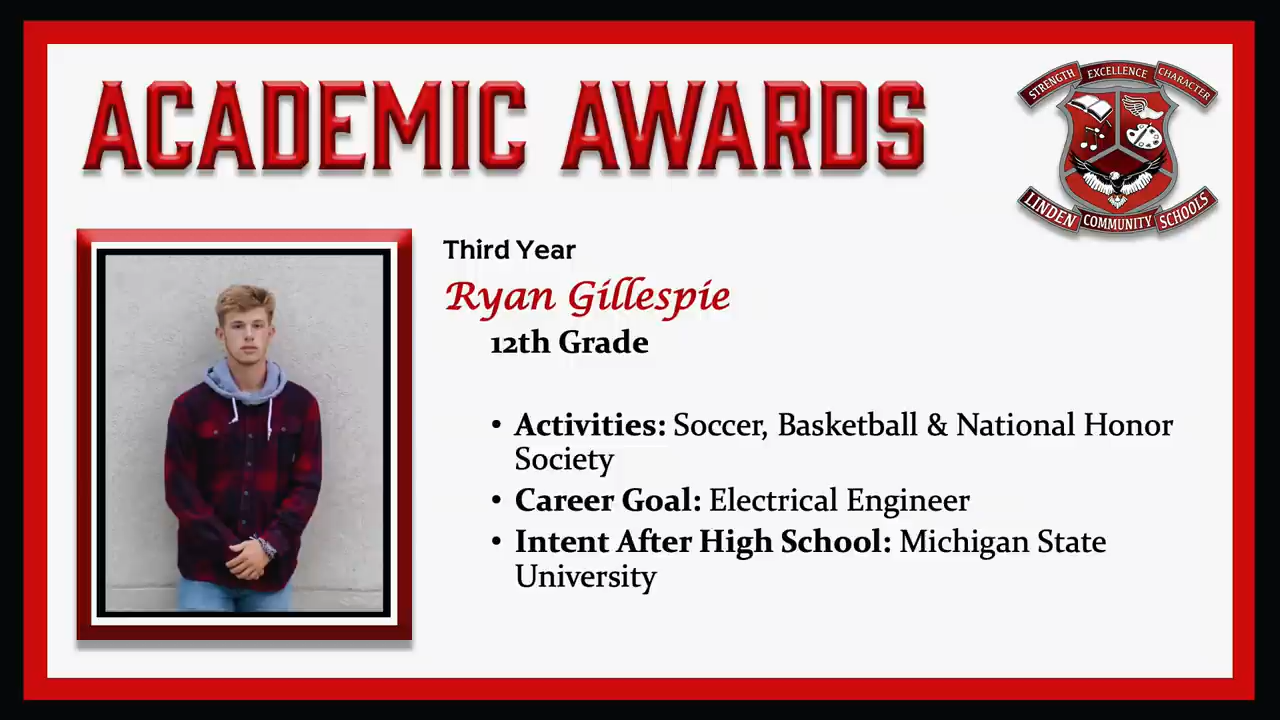 ACADEMIC AWARDS
STRENGTH EXCELLENCE CHARACTER
LINDEN COMMUNITY SCHOOLS
Third Year
Ryan Gillespie
12th Grade
• Activities: Soccer, Basketball & National Honor
Society
• Career Goal: Electrical Engineer
• Intent After High School: Michigan State
University